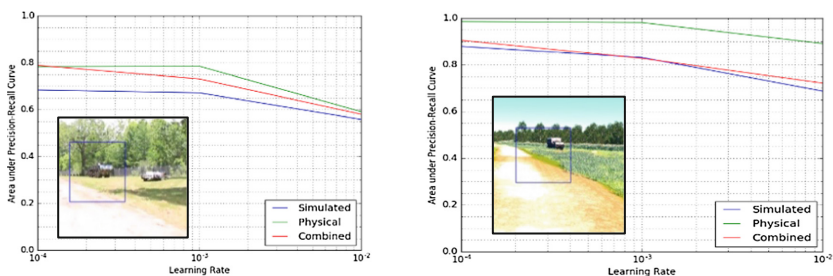 1.0
0.8
0.6
0.4
0.2
0.0
Area under Precision-Recall Curve
10^-4
10^-3
10^-2
Learning Rate
Simulated
Physical
Combined
1.0
0.8
0.6
0.4
0.2
0.0
Area under Precision-Recall Curve
10^-4
10^-3
10^-2
Learning Rate
Simulated
Physical
Combined